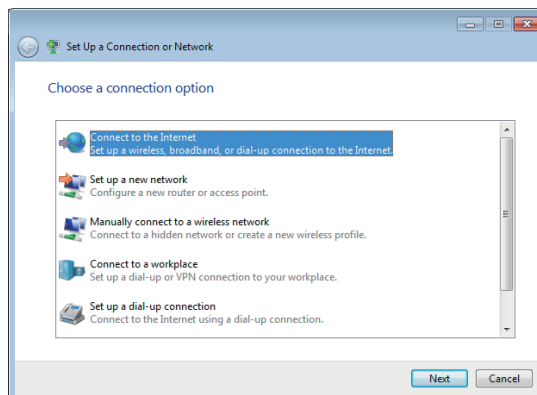 Set Up a Connection or Network
Choose a connection option
Connect to the Internet
Set up a wireless, broadband, or dial-up connection to the Internet.
Set up a new network
Configure a new router or access point.
Manually connect to a wireless network
Connect to a hidden network or create a new wireless profile.
Connect to a workplace
Set up a dial-up or VPN connection to your workplace.
Set up a dial-up connection
Connect to the Internet using a dial-up connection.
Next Cancel